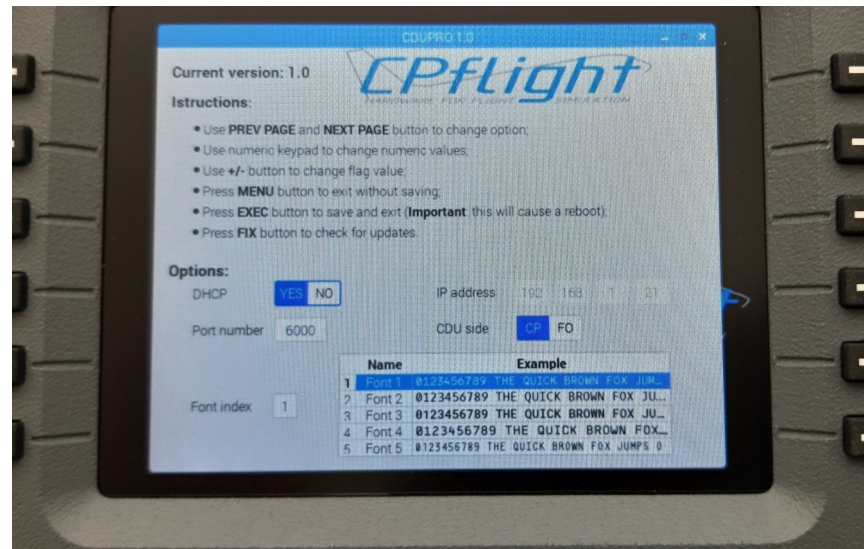 CDUPRO 1.0
Current version: 1.0
CPflight
HARDWARE FOR FLIGHT SIMULATION
Istructions:
• Use PREV PAGE and NEXT PAGE button to change option;
• Use numeric keypad to change numeric values;
• Use +/- button to change flag value;
• Press MENU button to exit without saving;
• Press EXEC button to save and exit (Important: this will cause a reboot);
• Press FIX button to check for updates.
Options:
DHCP YES NO IP address 192 168 1 21
Port number 6000 CDU side CP FO
Name Example
1 Font 1 0123456789 THE QUICK BROWN FOX JUM...
2 Font 2 0123456789 THE QUICK BROWN FOX JU...
3 Font 3 0123456789 THE QUICK BROWN FOX JU...
Font index 1
4 Font 4 0123456789 THE QUICK BROWN FOX...
5 Font 5 0123456789 THE QUICK BROWN FOX JUMPS O